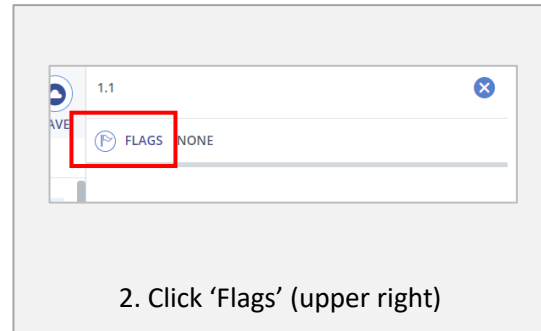 1.1
AVE
FLAGS NONE
2. Click ‘Flags’ (upper right)